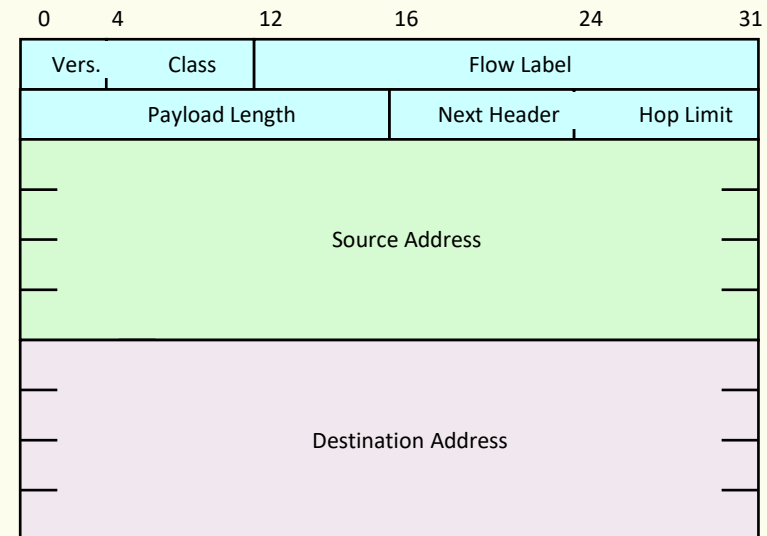 0 4 12 16 24 31
Vers. Class Flow Label
Payload Length Next Header Hop Limit
Source Address
Destination Address